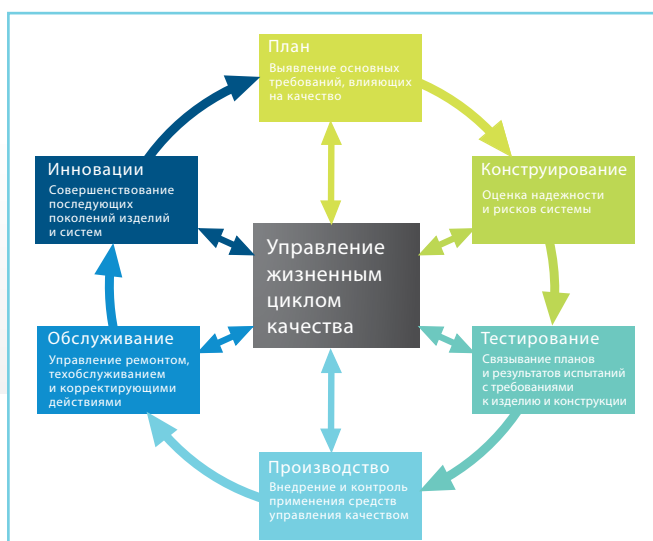 План
Выявление основных
требований, влияющих
на качество
Инновации
Совершенствование
последующих
поколений изделий
и систем
Конструирование
Оценка надежности
и рисков системы
Управление
жизненным
циклом
качества
Обслуживание
Управление ремонтом,
техобслуживанием
и корректирующими
действиями
Тестирование
Связывание планов
и результатов испытаний
с требованиями
к изделию и конструкции
Производство
Внедрение и контроль
применения средств
управления качеством